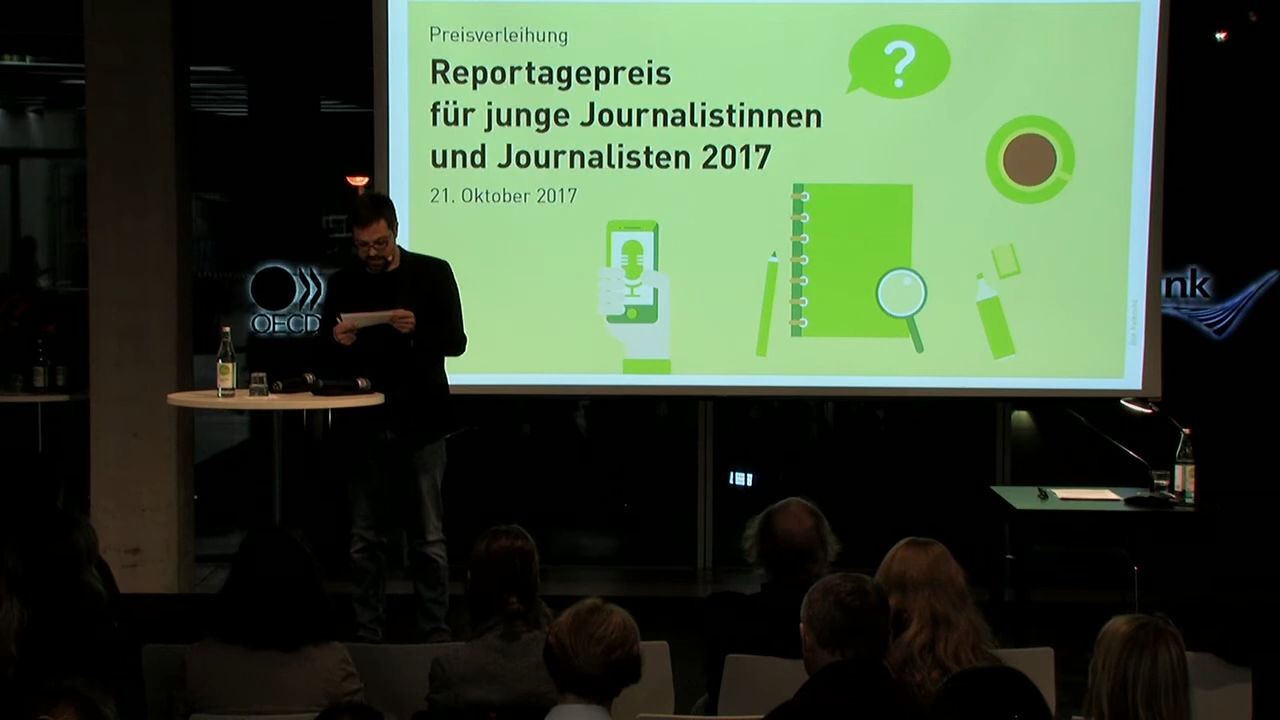 Preisverleihung
Reportagepreis
für junge Journalistinnen
und Journalisten 2017
21. Oktober 2017
?
OECD
nk